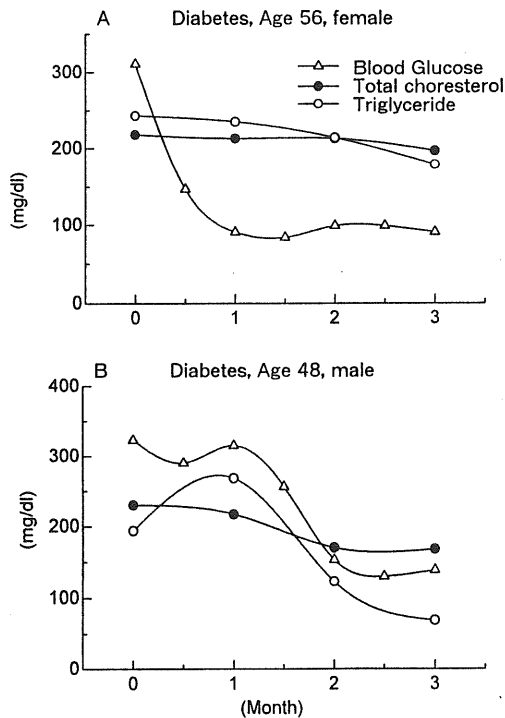 A Diabetes, Age 56, female
Blood Glucose
Total choresterol
Triglyceride
300
200
100
0
(mg/dl)
0 1 2 3
B Diabetes, Age 48, male
400
300
200
100
0
(mg/dl)
0 1 2 3
(Month)